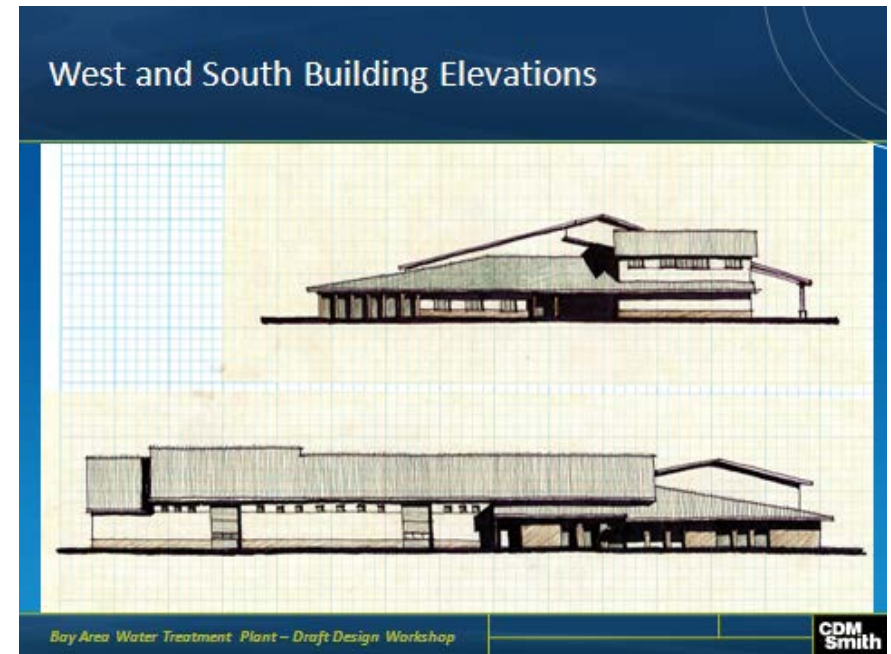 West and South Building Elevations
Bay Area Water Treatment Plant – Draft Design Workshop
CDM
Smith